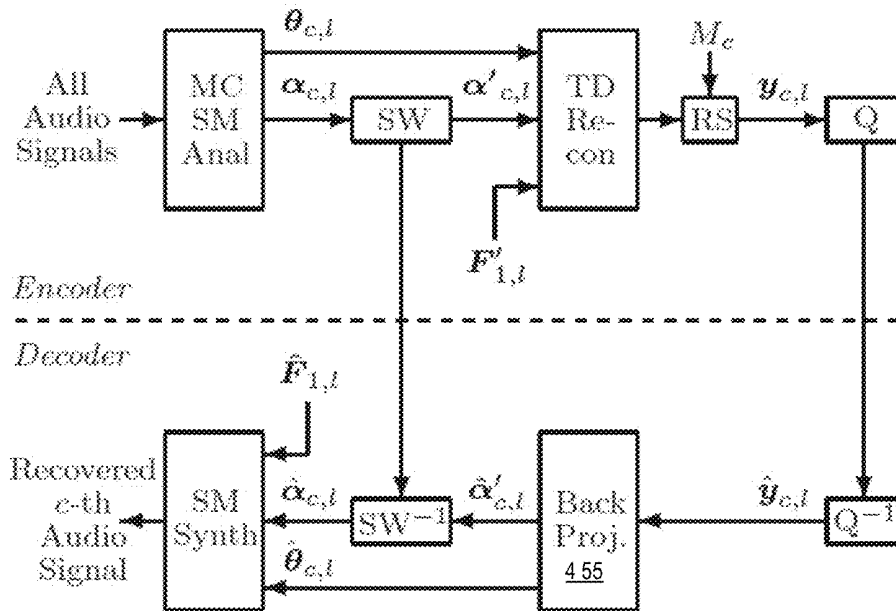 θc,l
All Audio Signals
MC SM Anal
αc,l
SW
α′c,l
TD Re-con
F′1,l
Mc
RS
yc,l
Q
Encoder
Decoder
F̂1,l
Recovered c-th Audio Signal
SM Synth
α̂c,l
SW−1
α̂′c,l
θ̂c,l
Back Proj.
4 55
ŷc,l
Q−1